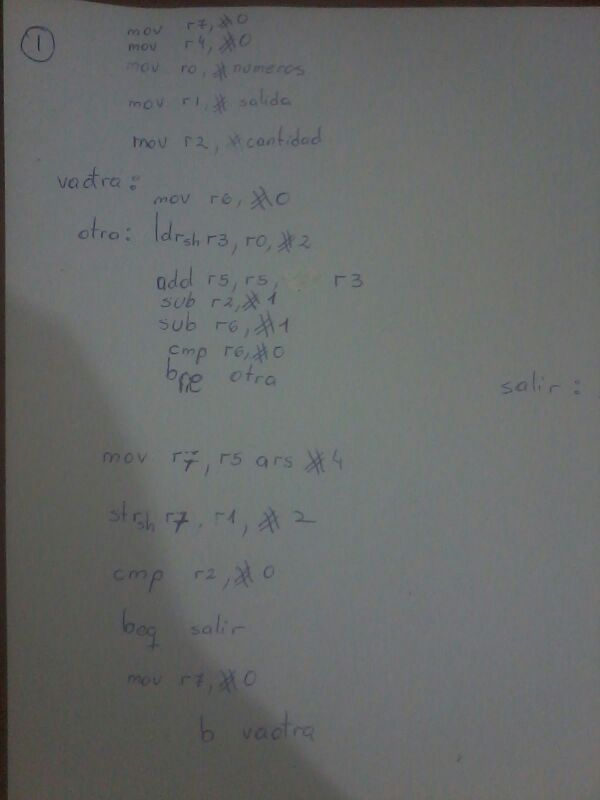 1
mov r7, #0
mov r4, #0
mov r0, #numeros
mov r1, # salida
mov r2, #cantidad
vaotra:
mov r6, #0
otra: ldrsh r3, r0, #2
add r5, r5, r3
sub r2, #1
sub r6, #1
cmp r6, #0
bne otra
salir:
mov r7, r5 ars #4
strsh r7, r1, # 2
cmp r2, #0
beq salir
mov r7, #0
b vaotra